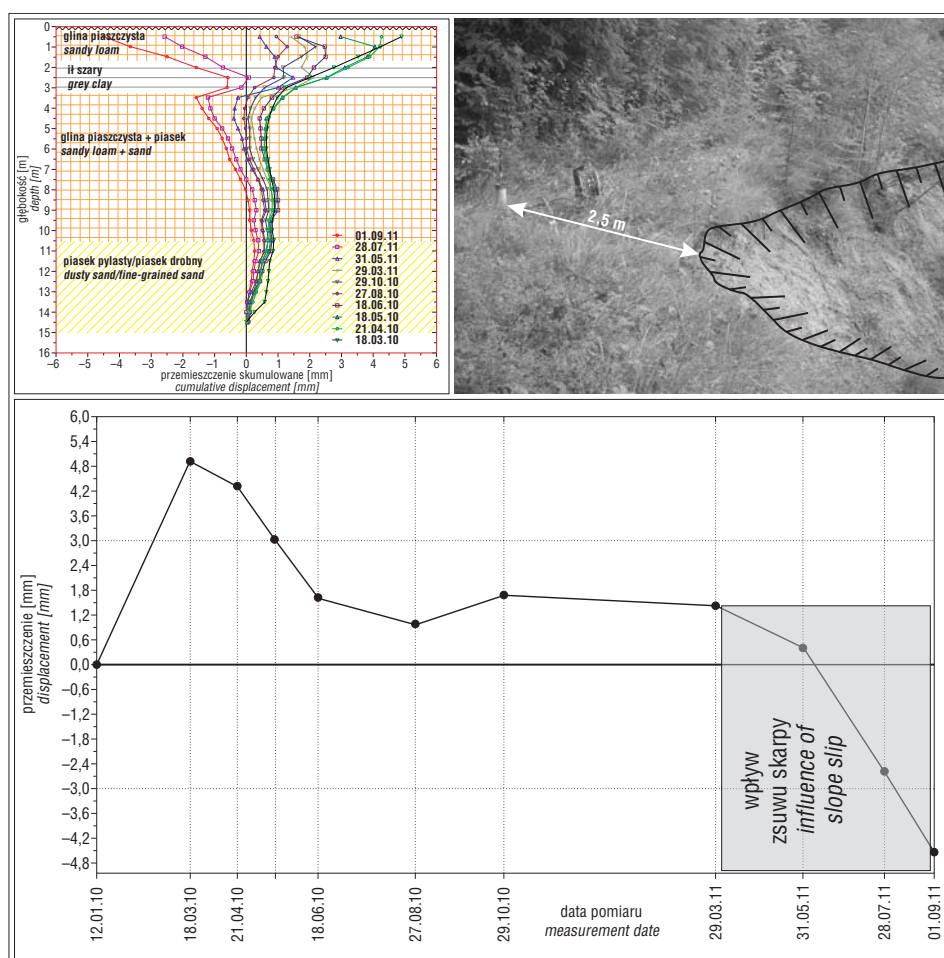 0
1
2
3
4
5
6
7
8
9
10
11
12
13
14
15
16
głębokość [m]
depth [m]
glina piaszczysta
sandy loam
ił szary
grey clay
glina piaszczysta + piasek
sandy loam + sand
piasek pylasty/piasek drobny
dusty sand/fine-grained sand
01.09.11
28.07.11
31.05.11
29.03.11
29.10.10
27.08.10
18.06.10
18.05.10
21.04.10
18.03.10
–6 –5 –4 –3 –2 –1 0 1 2 3 4 5 6
przemieszczenie skumulowane [mm]
cumulative displacement [mm]
2,5 m
6,0
5,4
4,8
4,2
3,6
3,0
2,4
1,8
1,2
0,6
0,0
–0,6
–1,2
–1,8
–2,4
–3,0
–3,6
–4,2
–4,8
przemieszczenie [mm]
displacement [mm]
wpływ
zsuwu skarpy
influence of
slope slip
12.01.10
18.03.10
21.04.10
18.06.10
27.08.10
29.10.10
29.03.11
31.05.11
28.07.11
01.09.11
data pomiaru
measurement date